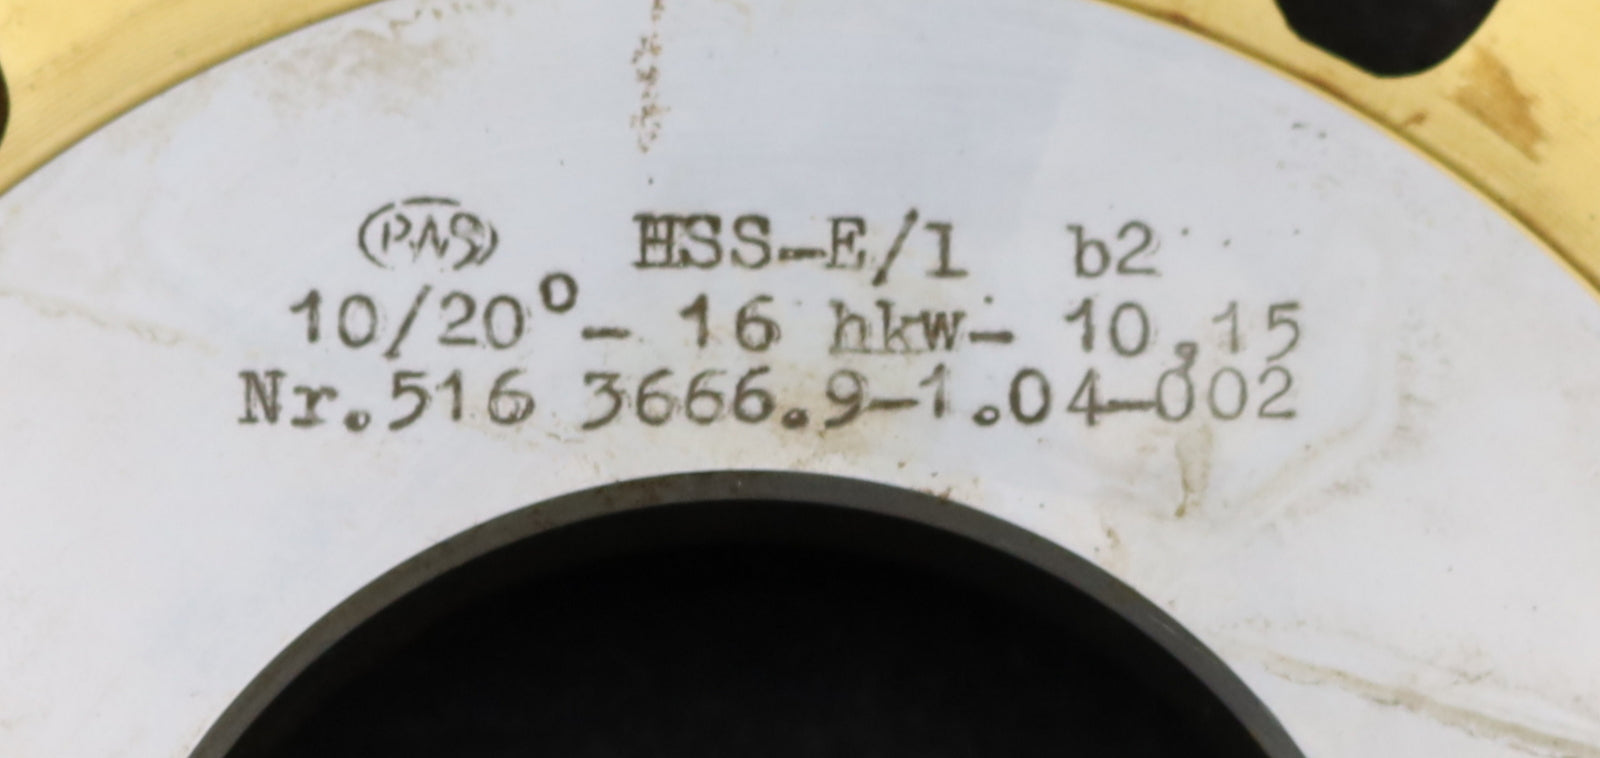 PWS HSS-E/1 b2
10/20°- 16 hkw- 10,15
Nr.516 3666.9-1.04-002